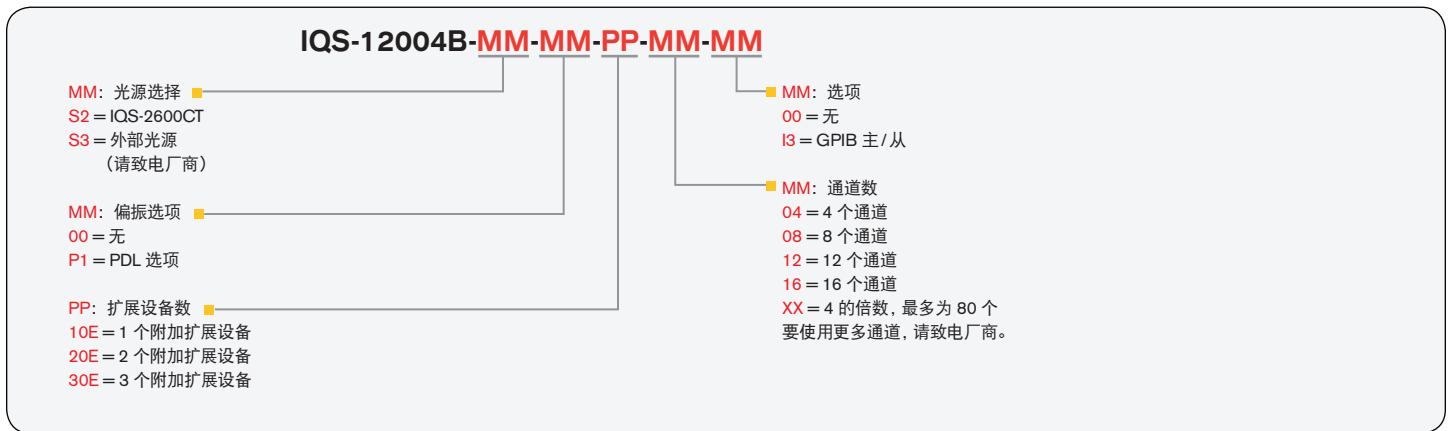 IQS-12004B-MM-MM-PP-MM-MM
MM：光源选择
S2＝IQS-2600CT
S3＝外部光源
（请致电厂商）
MM：偏振选项
00＝无
P1＝PDL 选项
PP：扩展设备数
10E＝1 个附加扩展设备
20E＝2 个附加扩展设备
30E＝3 个附加扩展设备
MM：选项
00＝无
I3＝GPIB 主/从
MM：通道数
04＝4 个通道
08＝8 个通道
12＝12 个通道
16＝16 个通道
XX＝4 的倍数，最多为 80 个
要使用更多通道，请致电厂商。